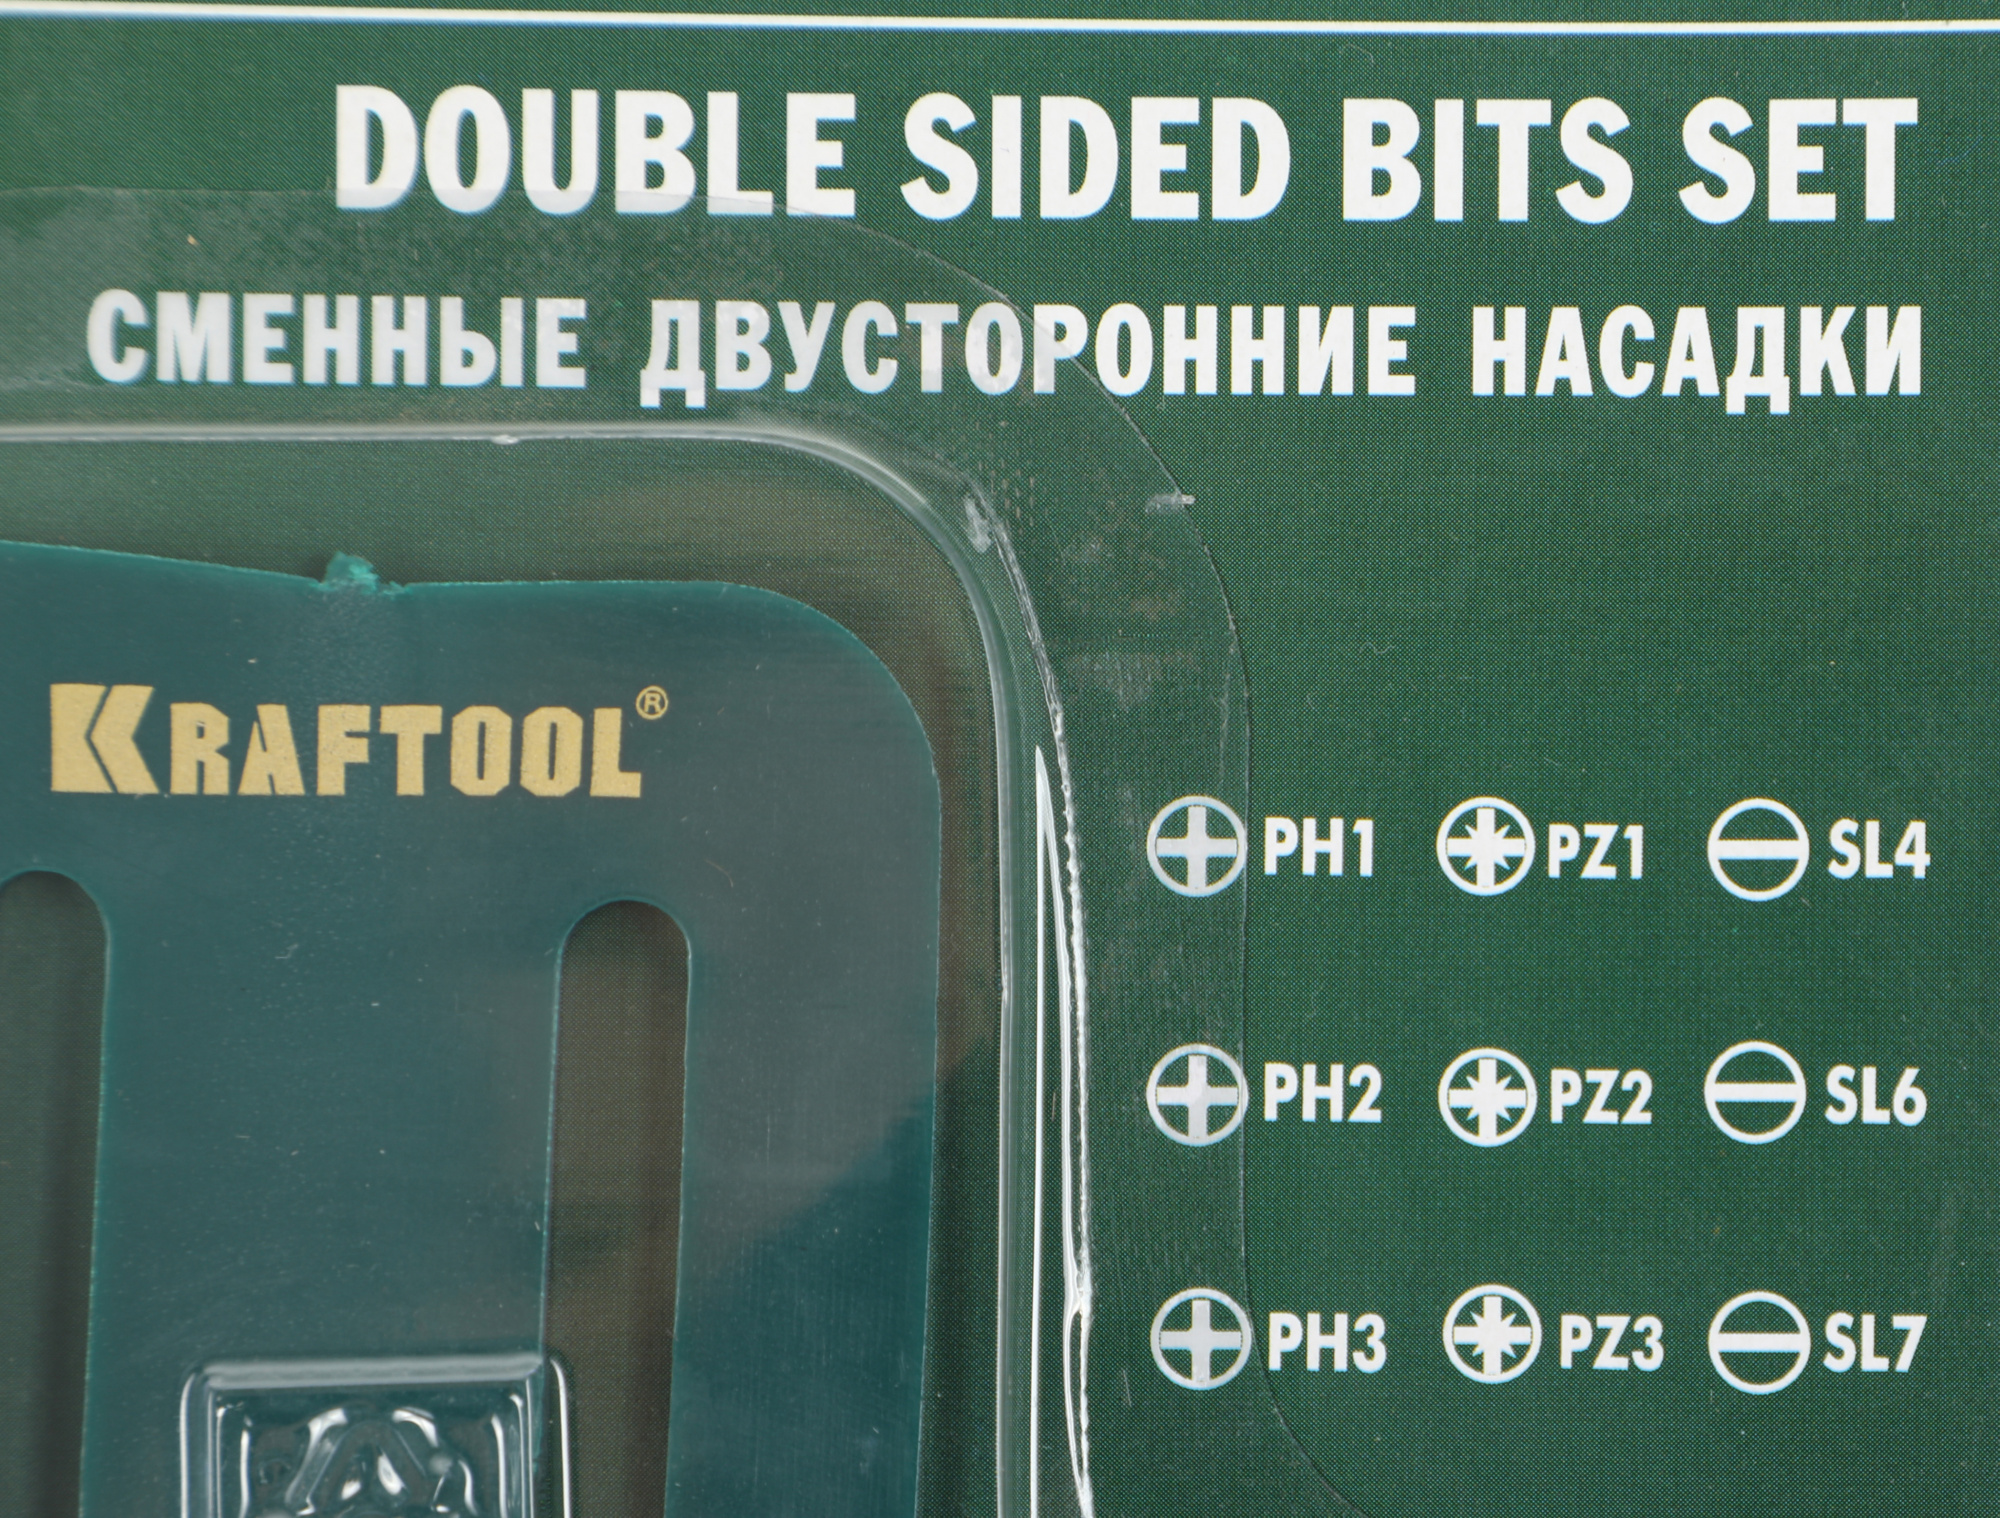 DOUBLE SIDED BITS SET
СМЕННЫЕ ДВУСТОРОННИЕ НАСАДКИ
KRAFTOOL®
PH1 PZ1 SL4
PH2 PZ2 SL6
PH3 PZ3 SL7